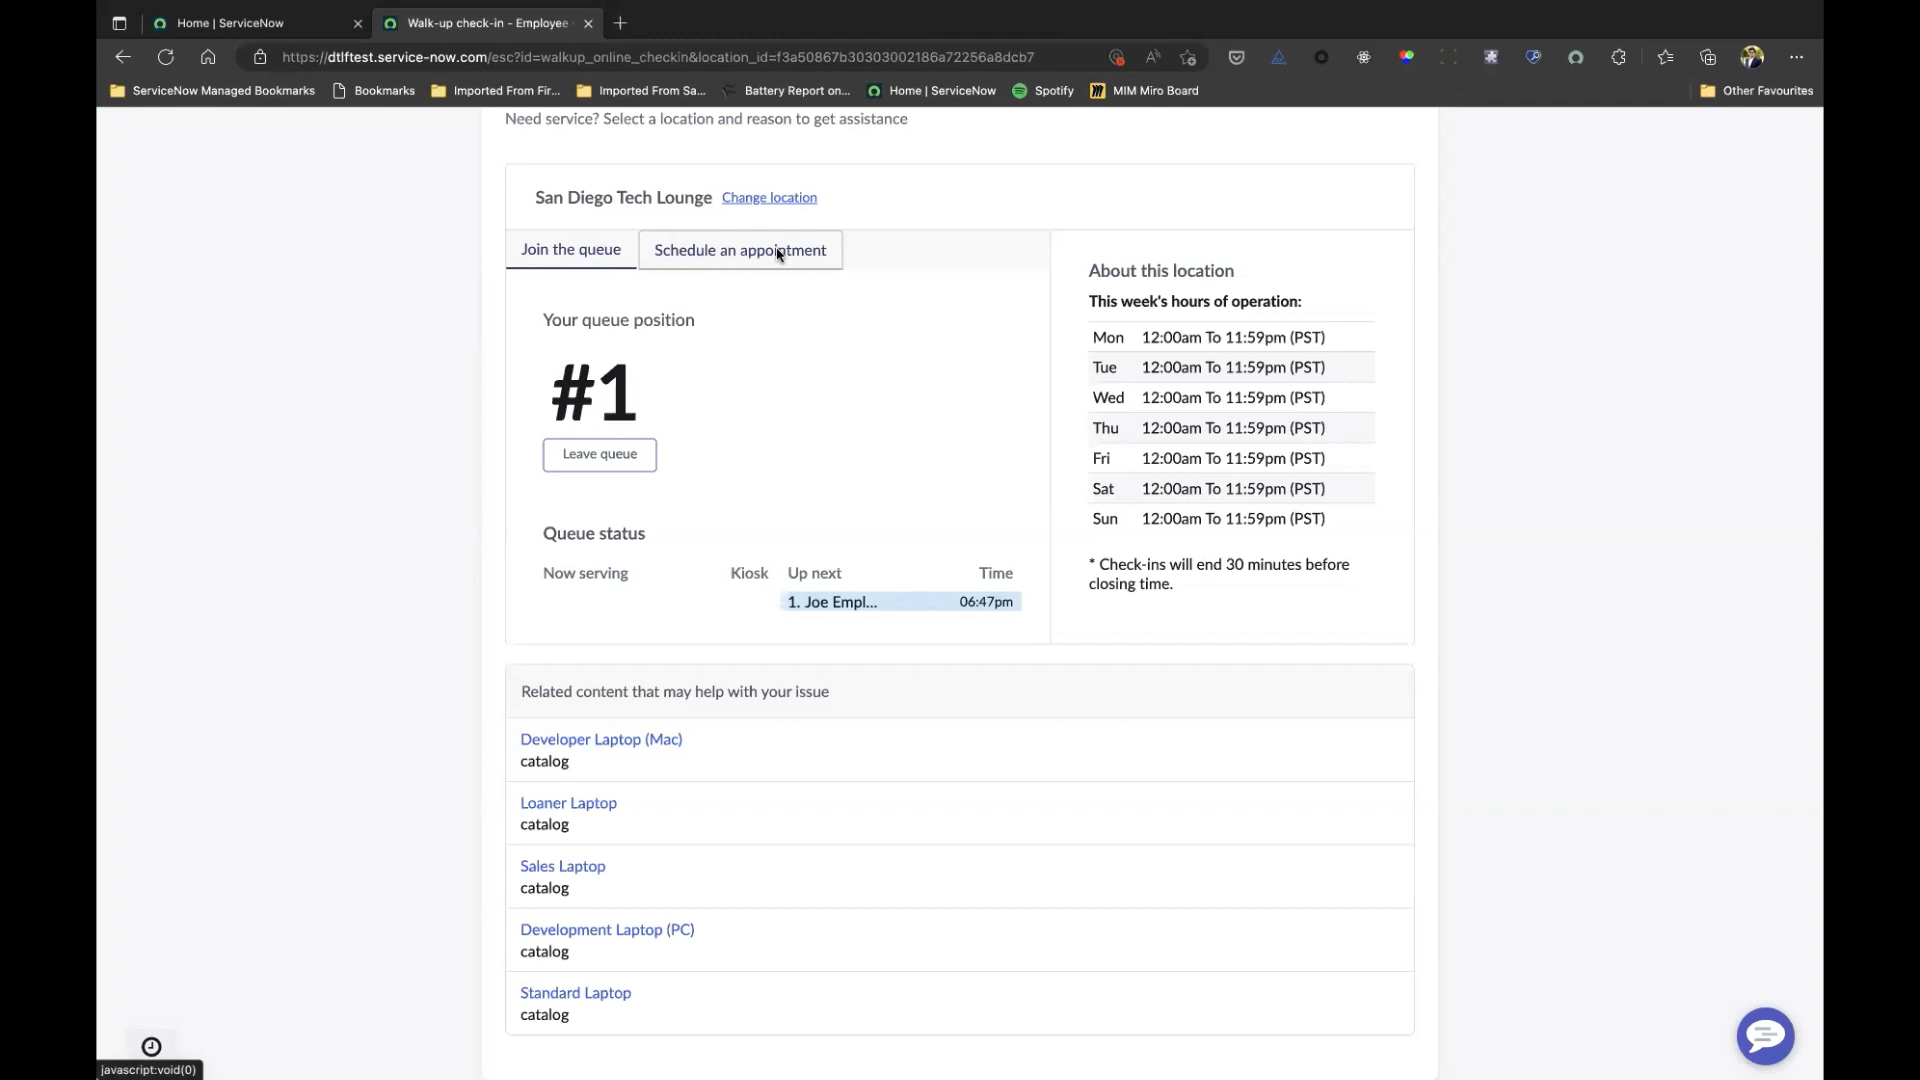 Home | ServiceNow
Walk-up check-in - Employee
https://dtlftest.service-now.com/esc?id=walkup_online_checkin&location_id=f3a50867b30303002186a72256a8dcb7
ServiceNow Managed Bookmarks
Bookmarks
Imported From Fir...
Imported From Sa...
Battery Report on...
Home | ServiceNow
Spotify
MIM Miro Board
Other Favourites
Need service? Select a location and reason to get assistance
San Diego Tech Lounge Change location
Join the queue
Schedule an appointment
Your queue position
#1
Leave queue
Queue status
Now serving Kiosk Up next Time
1. Joe Empl... 06:47pm
About this location
This week's hours of operation:
Mon 12:00am To 11:59pm (PST)
Tue 12:00am To 11:59pm (PST)
Wed 12:00am To 11:59pm (PST)
Thu 12:00am To 11:59pm (PST)
Fri 12:00am To 11:59pm (PST)
Sat 12:00am To 11:59pm (PST)
Sun 12:00am To 11:59pm (PST)
* Check-ins will end 30 minutes before
closing time.
Related content that may help with your issue
Developer Laptop (Mac)
catalog
Loaner Laptop
catalog
Sales Laptop
catalog
Development Laptop (PC)
catalog
Standard Laptop
catalog
javascript:void(0)